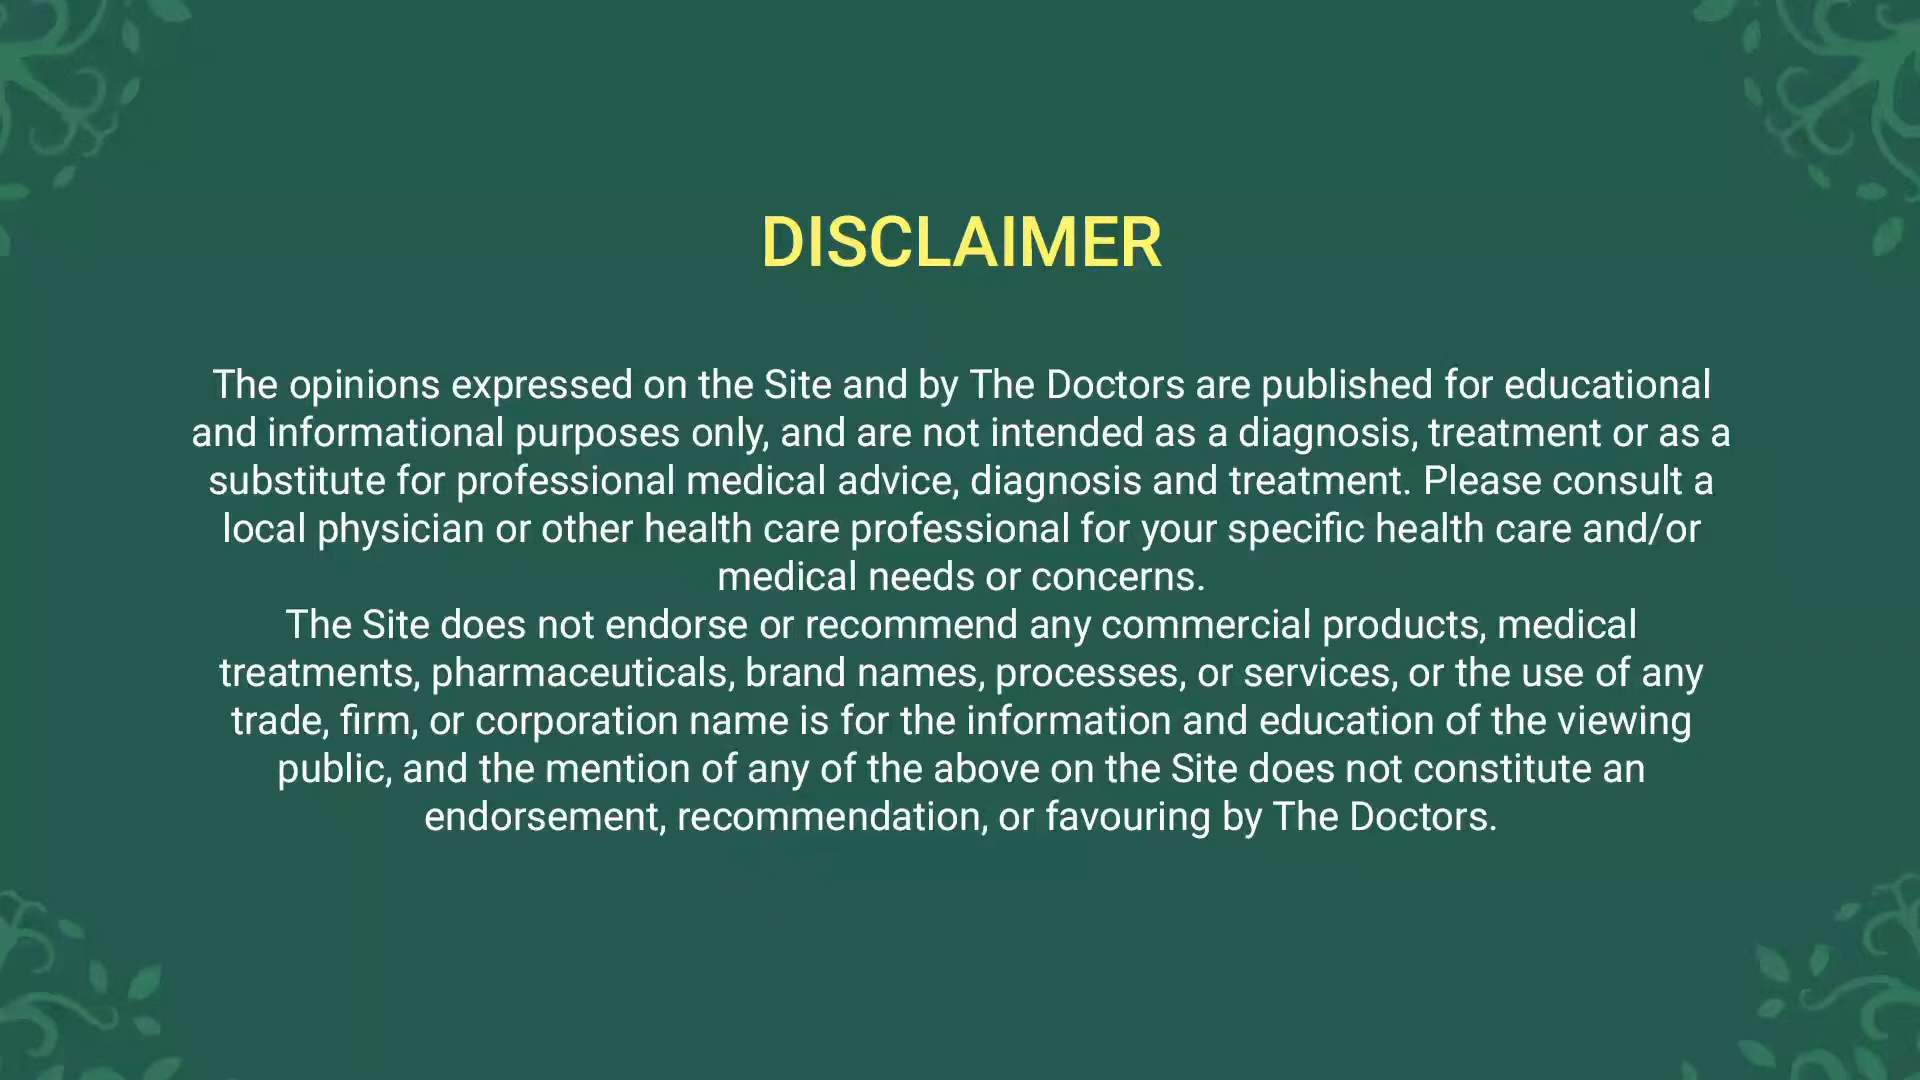 DISCLAIMER
The opinions expressed on the Site and by The Doctors are published for educational
and informational purposes only, and are not intended as a diagnosis, treatment or as a
substitute for professional medical advice, diagnosis and treatment. Please consult a
local physician or other health care professional for your specific health care and/or
medical needs or concerns.
The Site does not endorse or recommend any commercial products, medical
treatments, pharmaceuticals, brand names, processes, or services, or the use of any
trade, firm, or corporation name is for the information and education of the viewing
public, and the mention of any of the above on the Site does not constitute an
endorsement, recommendation, or favouring by The Doctors.